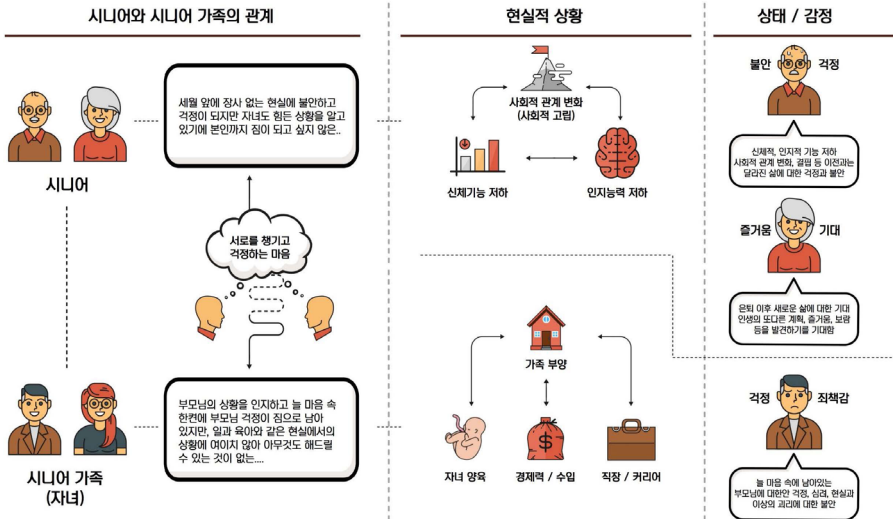 시니어와 시니어 가족의 관계
현실적 상황
상태 / 감정
세월 앞에 장사 없는 현실에 불안하고
걱정이 되지만 자녀도 힘든 상황을 알고
있기에 본인까지 짐이 되고 싶지 않은..
시니어
서로를 챙기고
걱정하는 마음
부모님의 상황을 인지하고 늘 마음 속
한켠에 부모님 걱정이 짐으로 남아
있지만, 일과 육아와 같은 현실에서의
상황에 여이치 않아 아무것도 해드릴
수 있는 것이 없는....
시니어 가족
(자녀)
사회적 관계 변화
(사회적 고립)
신체기능 저하
인지능력 저하
가족 부양
자녀 양육
경제력 / 수입
직장 / 커리어
불안
걱정
신체적, 인지적 기능 저하
사회적 관계 변화, 결핍 등 이전과는
달라진 삶에 대한 걱정과 불안
즐거움
기대
은퇴 이후 새로운 삶에 대한 기대
인생의 또다른 계획, 즐거움, 보람
등을 발견하기를 기대함
걱정
죄책감
늘 마음 속에 남아있는
부모님에 대한안 걱정, 심려, 현실과
이상의 괴리에 대한 불안